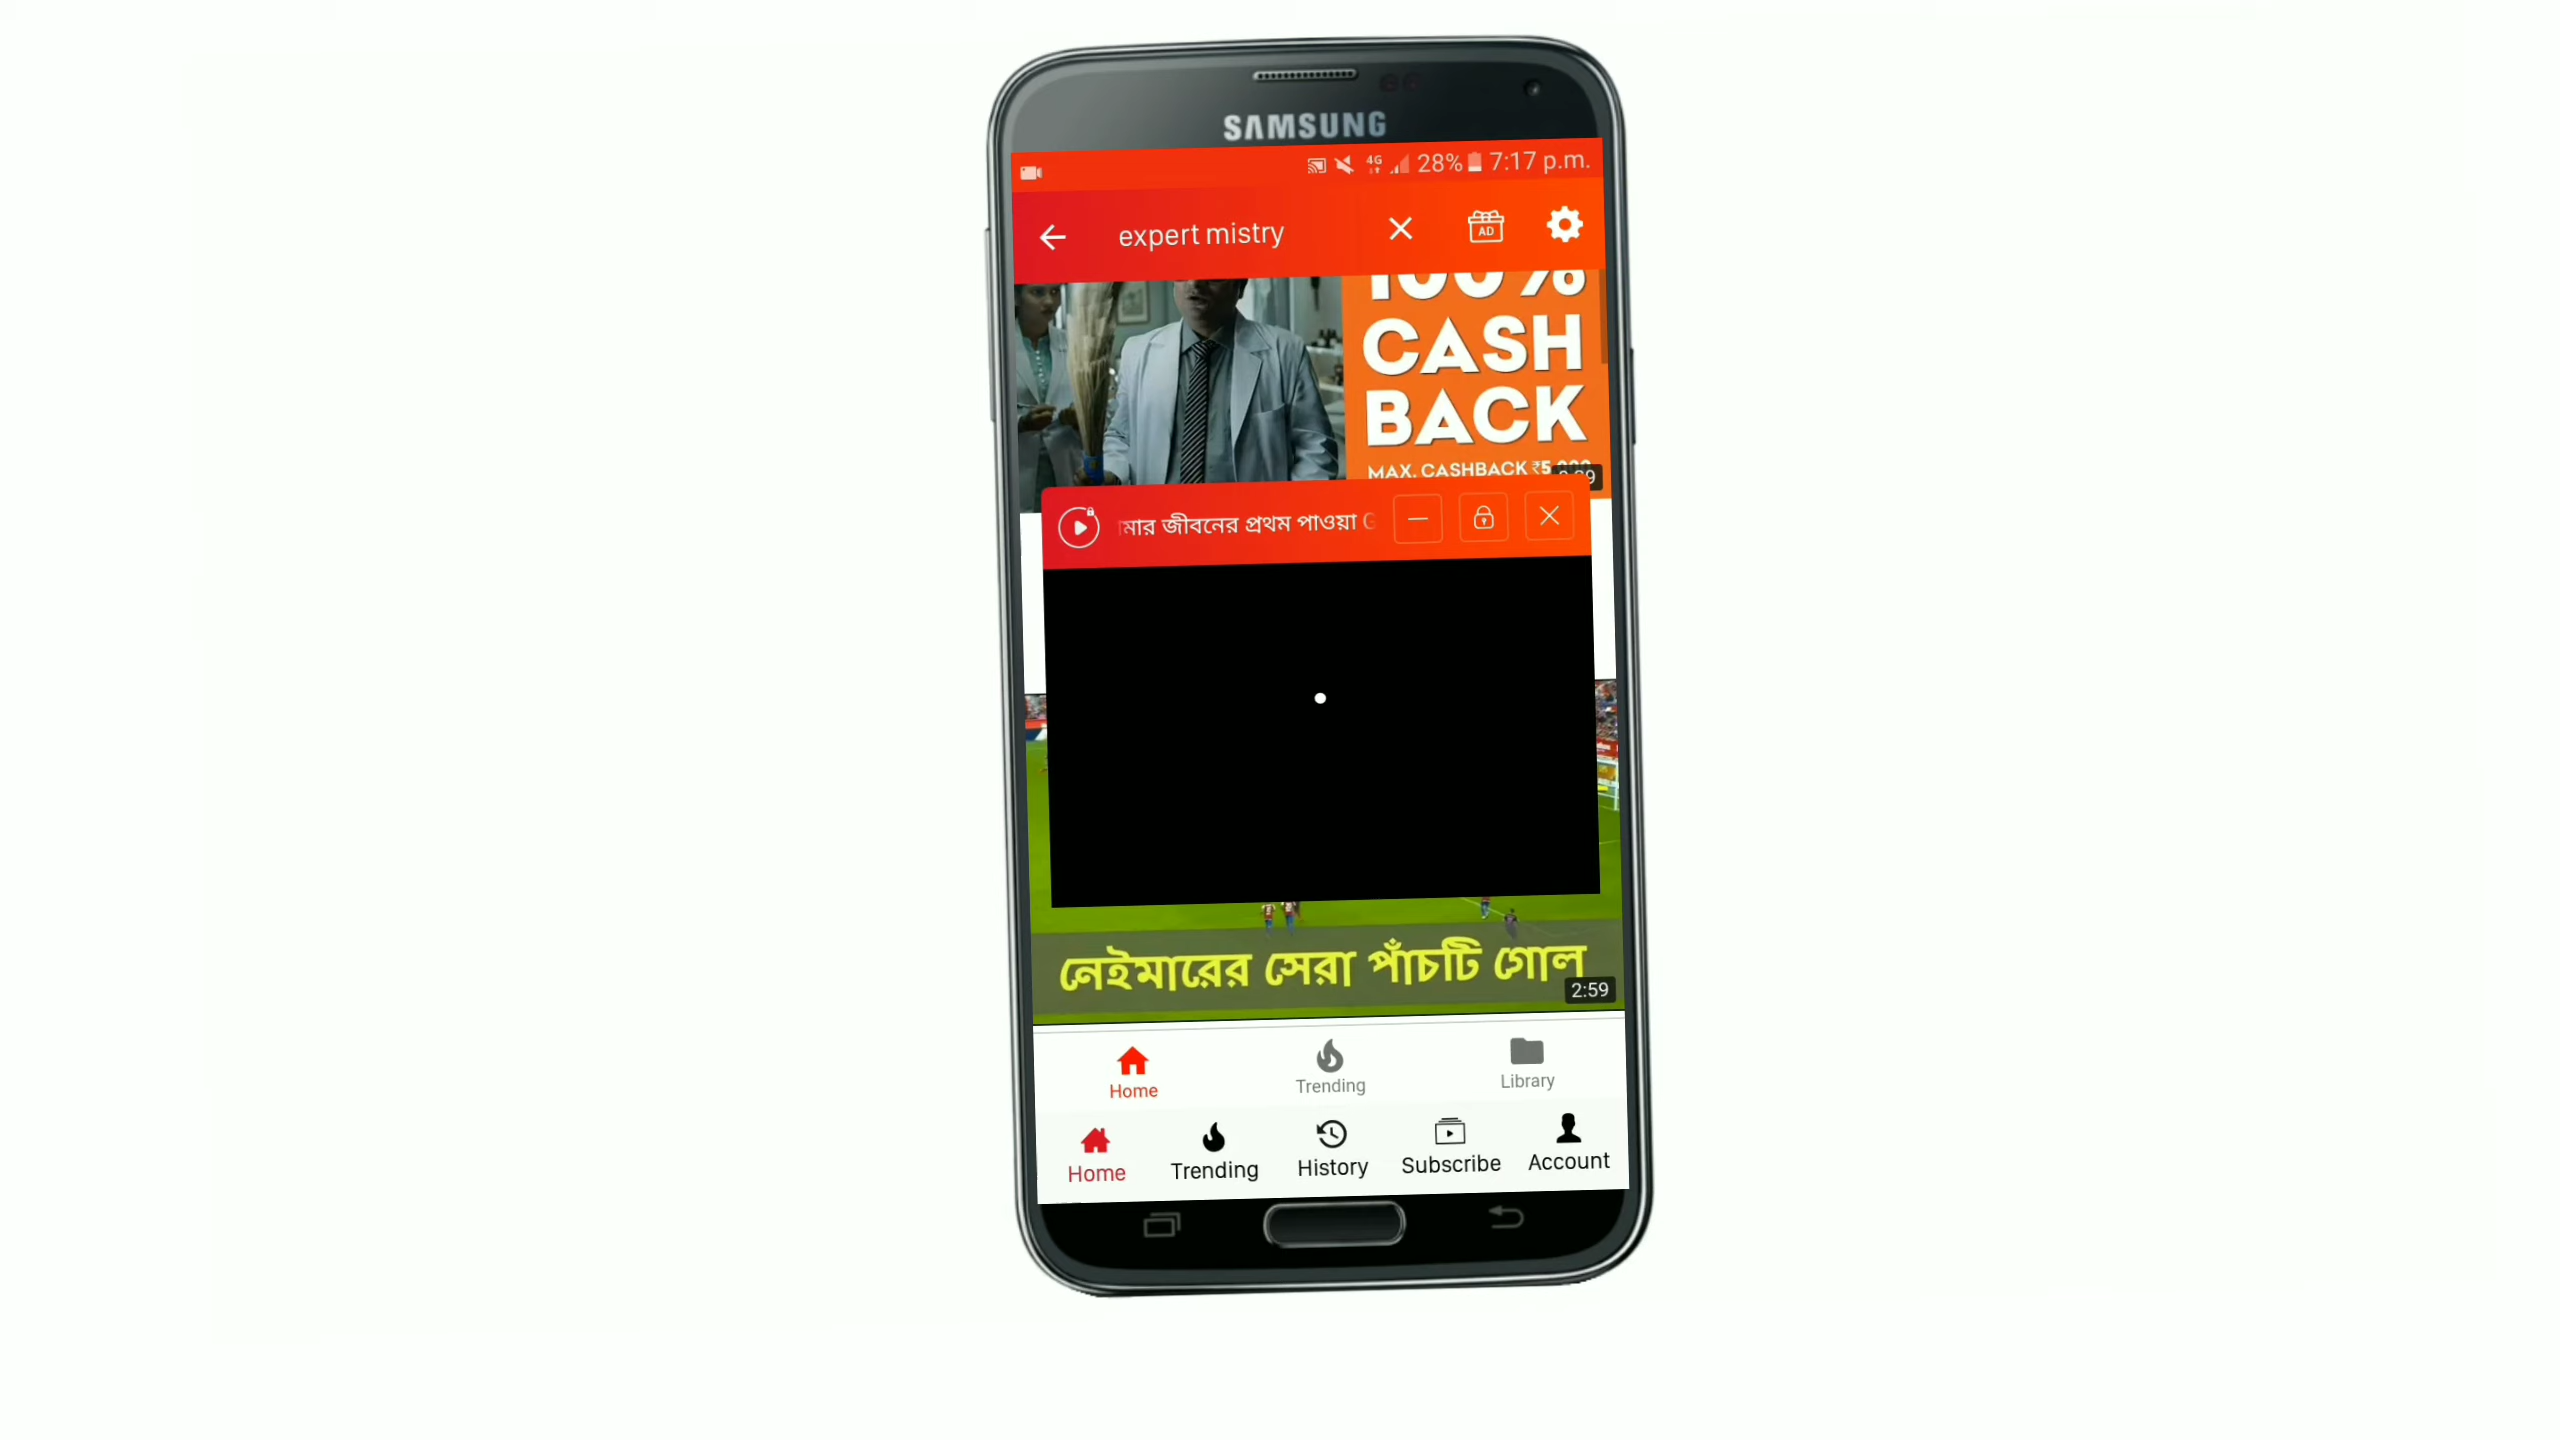 SAMSUNG
4G 28% 7:17 p.m.
expert mistry
AD
100%
CASH
BACK
MAX. CASHBACK
মার জীবনের প্রথম পাওয়া G
নেইমারের সেরা পাঁচটি গোল
2:59
Home Trending Library
Home Trending History Subscribe Account